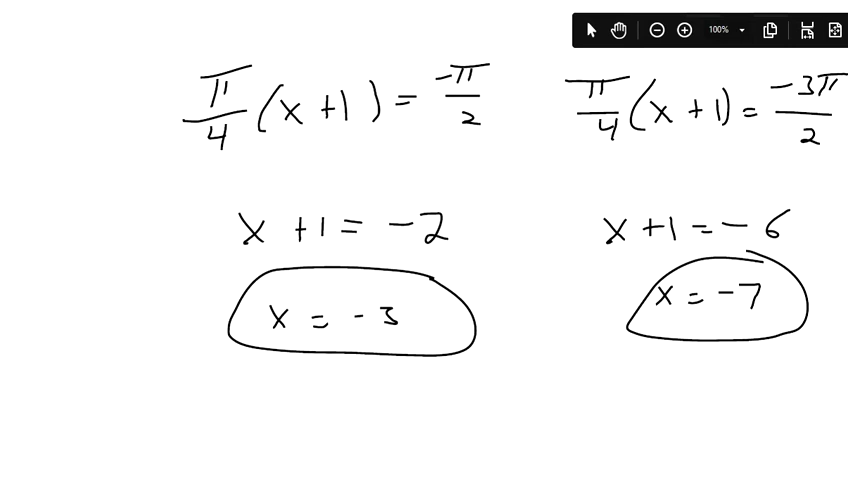 100%
π/4 (x + 1) = -π/2
x + 1 = -2
x = -3
π/4 (x + 1) = -3π/2
x + 1 = -6
x = -7